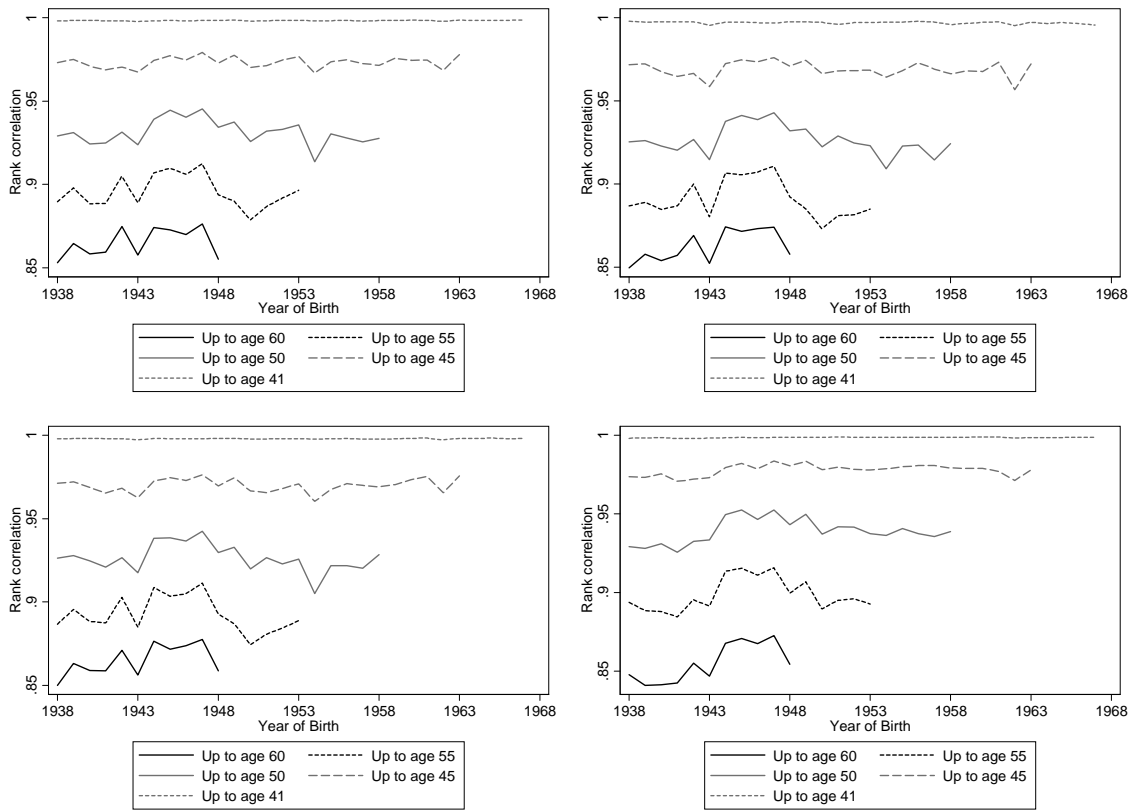 Rank correlation
1
.95
.9
.85
1938 1943 1948 1953 1958 1963 1968
Year of Birth
Up to age 60 Up to age 55
Up to age 50 Up to age 45
Up to age 41
Rank correlation
1
.95
.9
.85
1938 1943 1948 1953 1958 1963 1968
Year of Birth
Up to age 60 Up to age 55
Up to age 50 Up to age 45
Up to age 41
Rank correlation
1
.95
.9
.85
1938 1943 1948 1953 1958 1963 1968
Year of Birth
Up to age 60 Up to age 55
Up to age 50 Up to age 45
Up to age 41
Rank correlation
1
.95
.9
.85
1938 1943 1948 1953 1958 1963 1968
Year of Birth
Up to age 60 Up to age 55
Up to age 50 Up to age 45
Up to age 41